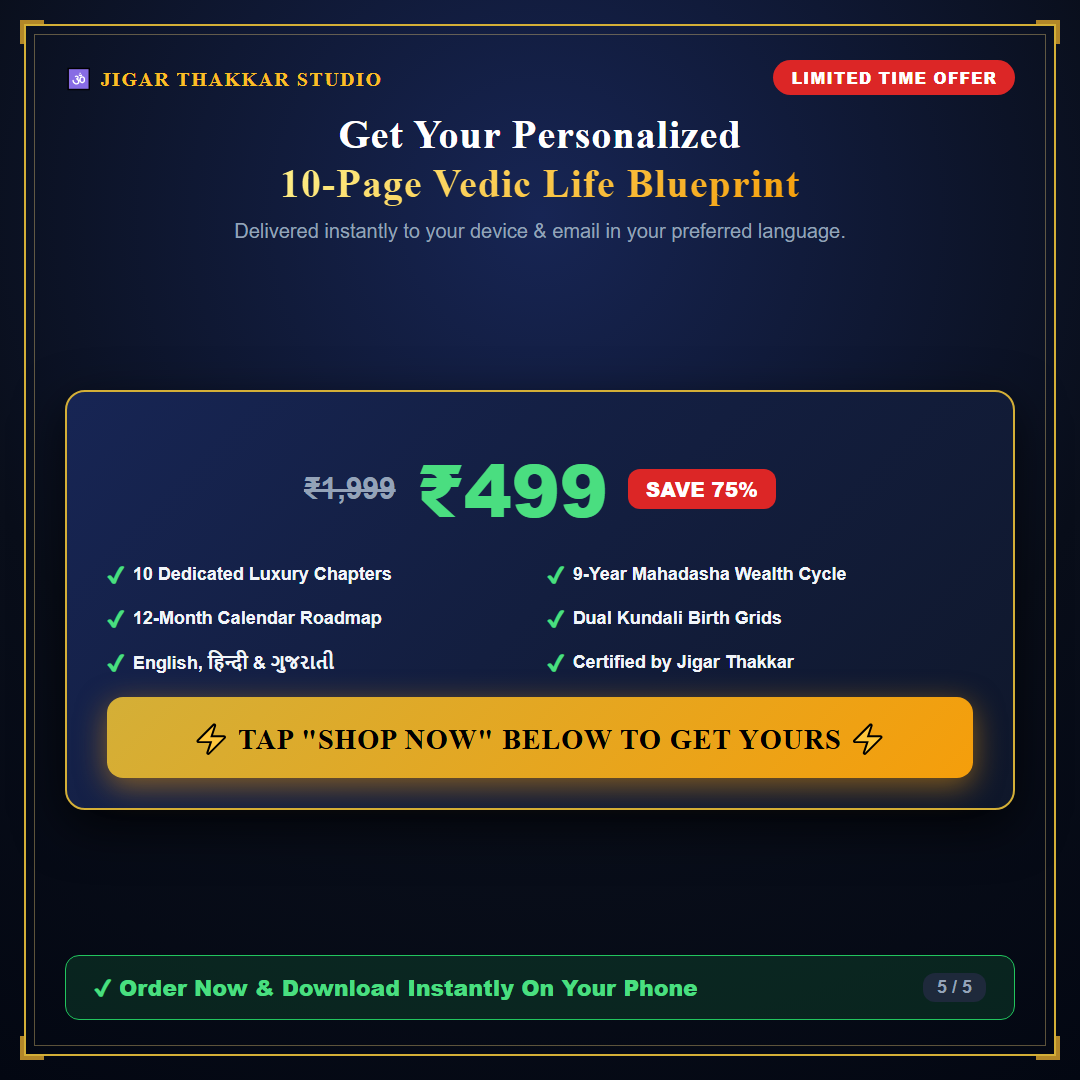 🕉 JIGAR THAKKAR STUDIO
LIMITED TIME OFFER
Get Your Personalized
10-Page Vedic Life Blueprint
Delivered instantly to your device & email in your preferred language.
₹1,999 ₹499 SAVE 75%
✔ 10 Dedicated Luxury Chapters
✔ 9-Year Mahadasha Wealth Cycle
✔ 12-Month Calendar Roadmap
✔ Dual Kundali Birth Grids
✔ English, हिन्दी & ગુજરાતી
✔ Certified by Jigar Thakkar
⚡ TAP "SHOP NOW" BELOW TO GET YOURS ⚡
✔ Order Now & Download Instantly On Your Phone
5 / 5